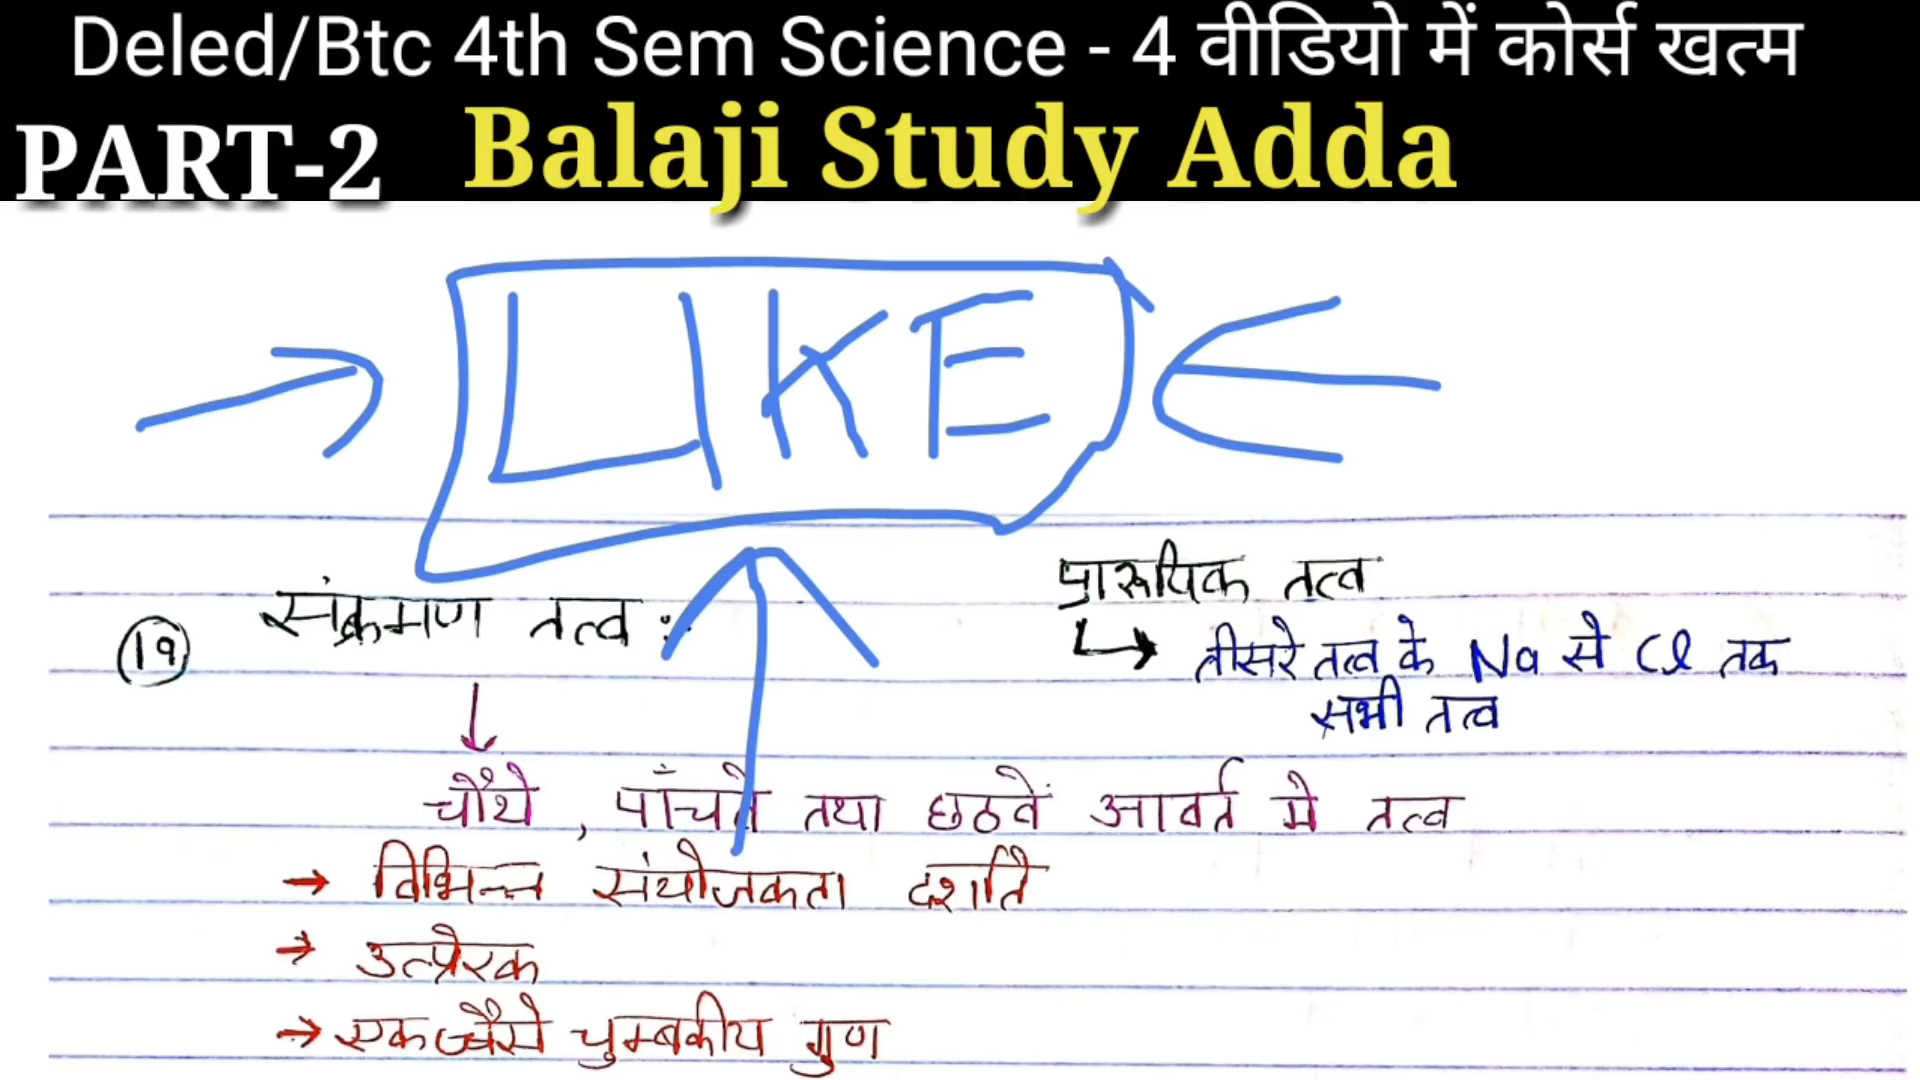 Deled/Btc 4th Sem Science - 4 वीडियो में कोर्स खत्म
PART-2 Balaji Study Adda
LIKE
प्रारूपिक तत्व
(19) संक्रमण तत्व :-
↳ तीसरे तत्व के Na से Cl तक
सभी तत्व
↓
चौथे , पाँचवे तथा छठवें आवर्त मे तत्व
→ विभिन्न संयोजकता दर्शाते
→ उत्प्रेरक
→ एक जैसे चुम्बकीय गुण